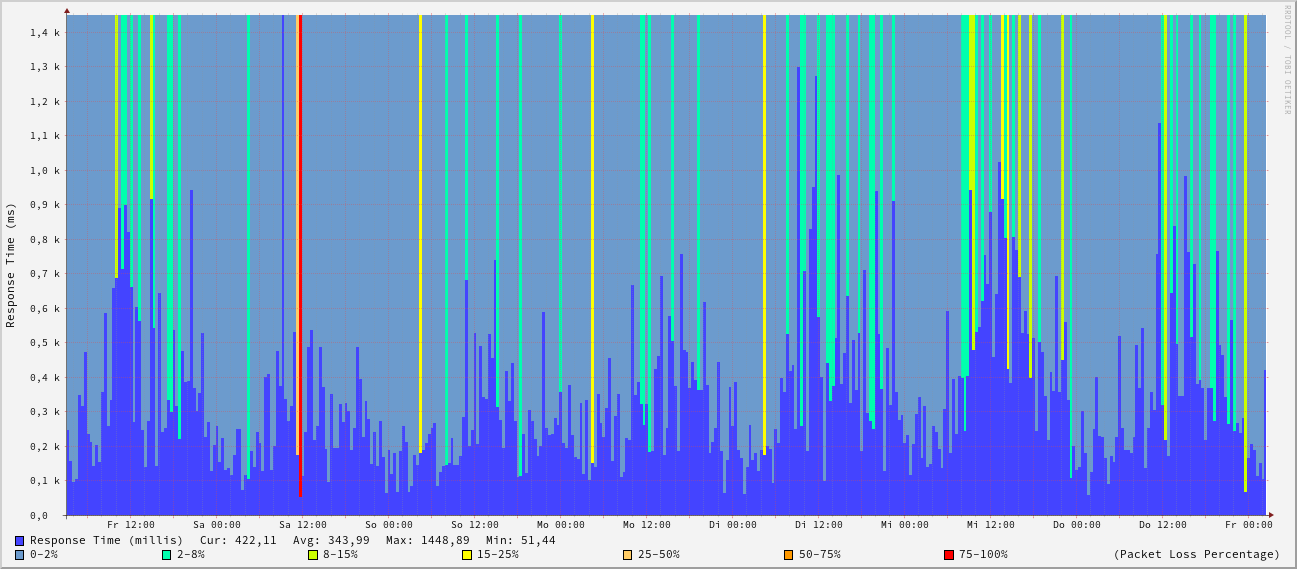 RRDTOOL / TOBI OETIKER
Response Time (ms)
1,4 k
1,3 k
1,2 k
1,1 k
1,0 k
0,9 k
0,8 k
0,7 k
0,6 k
0,5 k
0,4 k
0,3 k
0,2 k
0,1 k
0,0
Fr 12:00 Sa 00:00 Sa 12:00 So 00:00 So 12:00 Mo 00:00 Mo 12:00 Di 00:00 Di 12:00 Mi 00:00 Mi 12:00 Do 00:00 Do 12:00 Fr 00:00
Response Time (millis) Cur: 422,11 Avg: 343,99 Max: 1448,89 Min: 51,44
0-2% 2-8% 8-15% 15-25% 25-50% 50-75% 75-100% (Packet Loss Percentage)